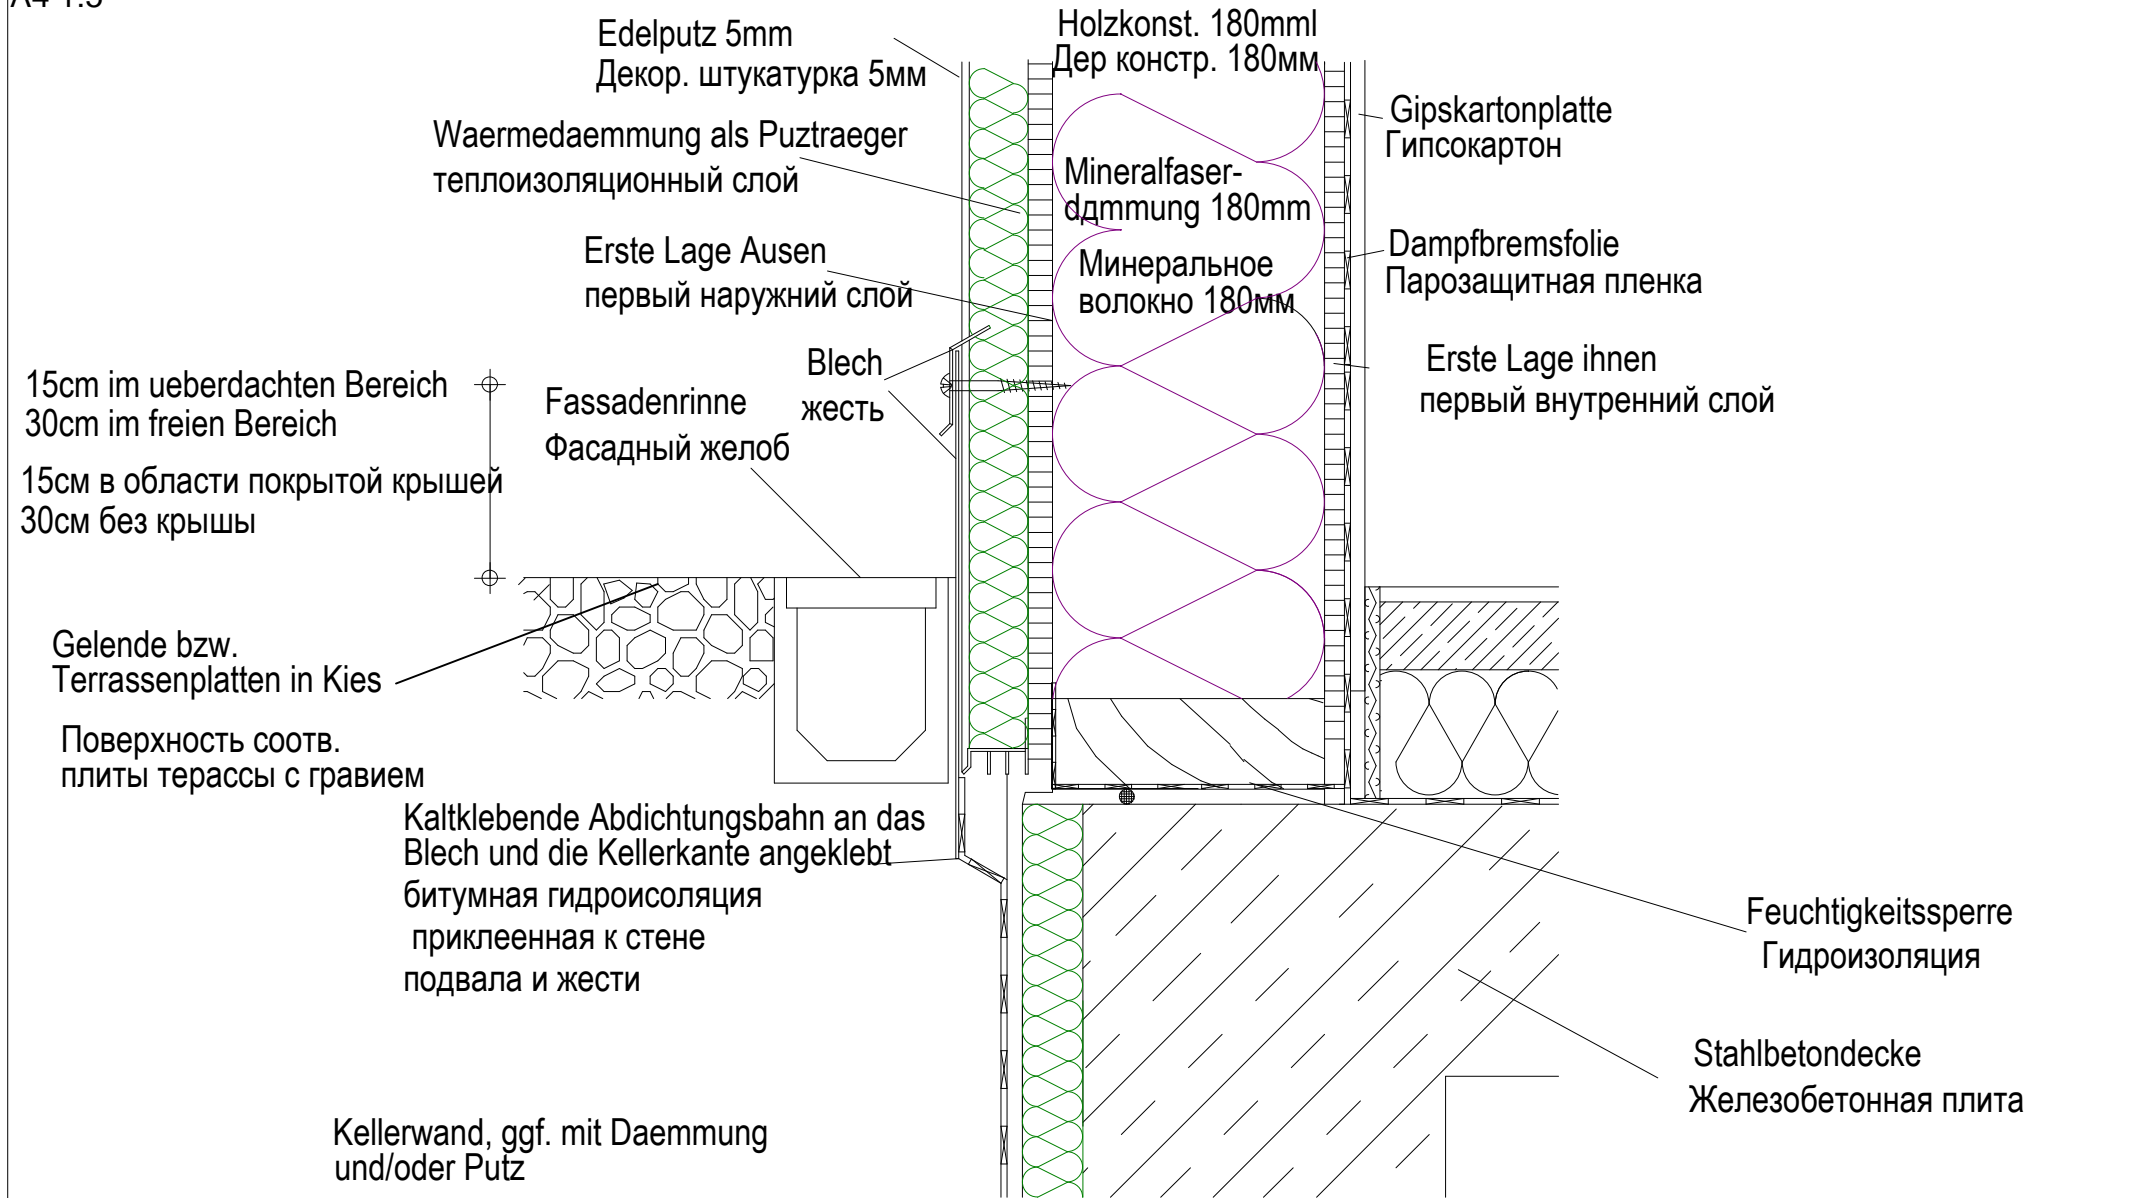 Edelputz 5mm
Декор. штукатурка 5мм
Holzkonst. 180mml
Дер констр. 180мм
Waermedaemmung als Puztraeger
теплоизоляционный слой
Mineralfaser-
dдmmung 180mm
Минеральное
волокно 180мм
Gipskartonplatte
Гипсокартон
Erste Lage Ausen
первый наружний слой
Dampfbremsfolie
Парозащитная пленка
Blech
жесть
Erste Lage ihnen
первый внутренний слой
15cm im ueberdachten Bereich
30cm im freien Bereich
15см в области покрытой крышей
30см без крышы
Fassadenrinne
Фасадный желоб
Gelende bzw.
Terrassenplatten in Kies
Поверхность соотв.
плиты терассы с гравием
Kaltklebende Abdichtungsbahn an das
Blech und die Kellerkante angeklebt
битумная гидроисоляция
приклеенная к стене
подвала и жести
Feuchtigkeitssperre
Гидроизоляция
Stahlbetondecke
Железобетонная плита
Kellerwand, ggf. mit Daemmung
und/oder Putz